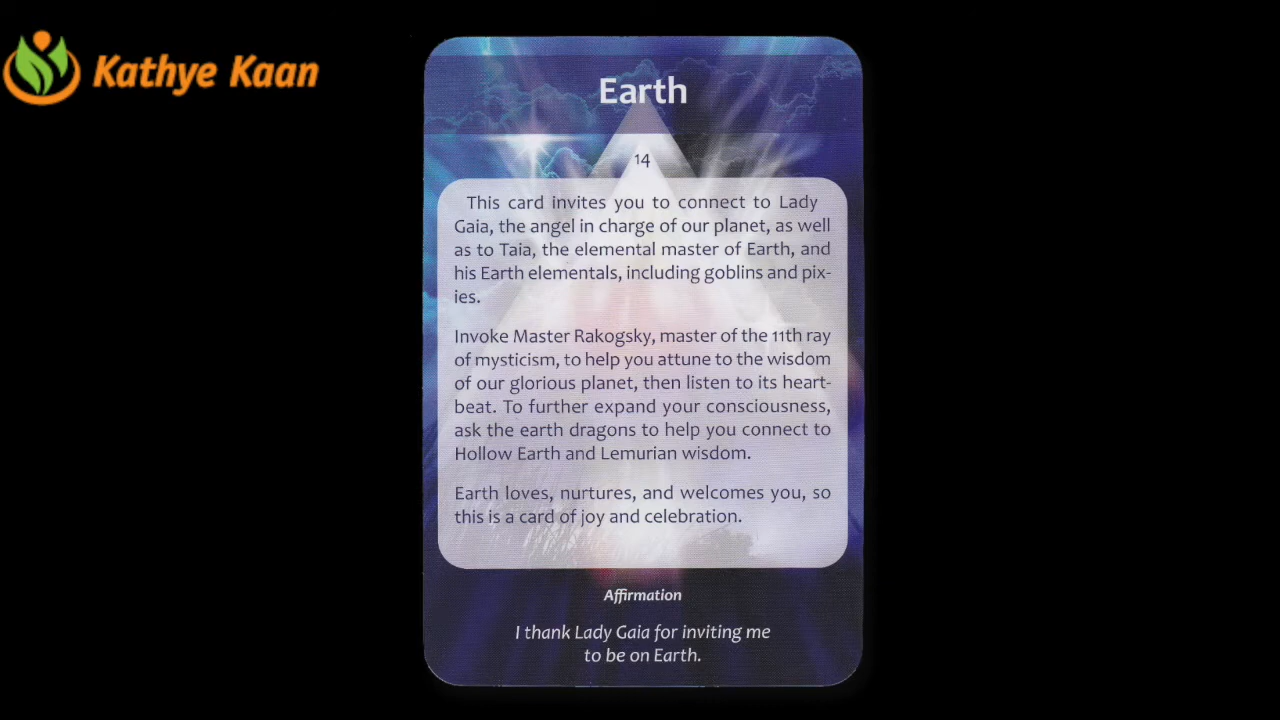 Kathye Kaan
Earth
14
This card invites you to connect to Lady
Gaia, the angel in charge of our planet, as well
as to Taia, the elemental master of Earth, and
his Earth elementals, including goblins and pix-
ies.
Invoke Master Rakogsky, master of the 11th ray
of mysticism, to help you attune to the wisdom
of our glorious planet, then listen to its heart-
beat. To further expand your consciousness,
ask the earth dragons to help you connect to
Hollow Earth and Lemurian wisdom.
Earth loves, nurtures, and welcomes you, so
this is a card of joy and celebration.
Affirmation
I thank Lady Gaia for inviting me
to be on Earth.